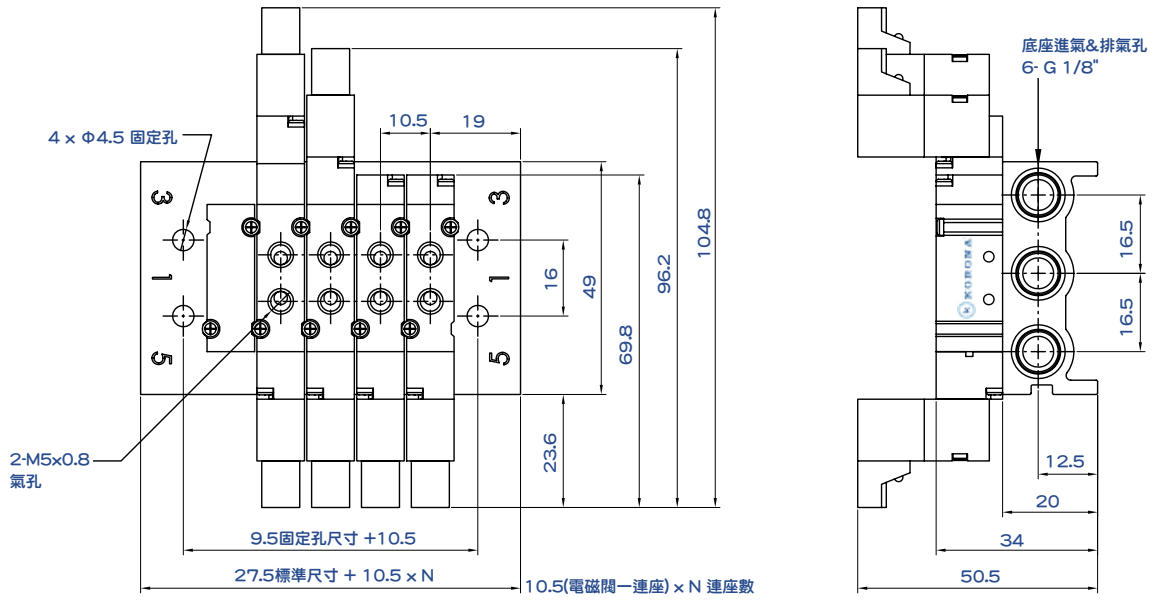 4 x Φ4.5 固定孔
10.5
19
底座進氣&排氣孔
6- G 1/8"
3
3
1
1
5
5
16
49
69.8
96.2
104.8
23.6
2-M5x0.8
氣孔
9.5固定孔尺寸 +10.5
27.5標準尺寸 + 10.5 x N
10.5(電磁閥一連座) x N 連座數
KORONA
16.5
16.5
12.5
20
34
50.5